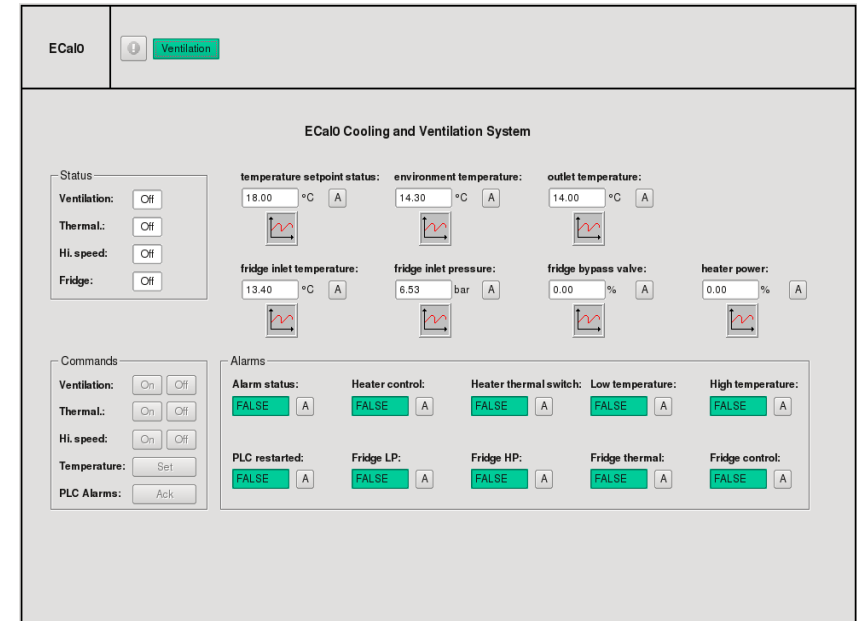 ECal0
Ventilation
ECal0 Cooling and Ventilation System
Status
Ventilation: Off
Thermal.: Off
Hi. speed: Off
Fridge: Off
temperature setpoint status: environment temperature: outlet temperature:
18.00 °C A 14.30 °C A 14.00 °C A
fridge inlet temperature: fridge inlet pressure: fridge bypass valve: heater power:
13.40 °C A 6.53 bar A 0.00 % A 0.00 % A
Commands
Ventilation: On Off
Thermal.: On Off
Hi. speed: On Off
Temperature: Set
PLC Alarms: Ack
Alarms
Alarm status: Heater control: Heater thermal switch: Low temperature: High temperature:
FALSE A FALSE A FALSE A FALSE A FALSE A
PLC restarted: Fridge LP: Fridge HP: Fridge thermal: Fridge control:
FALSE A FALSE A FALSE A FALSE A FALSE A